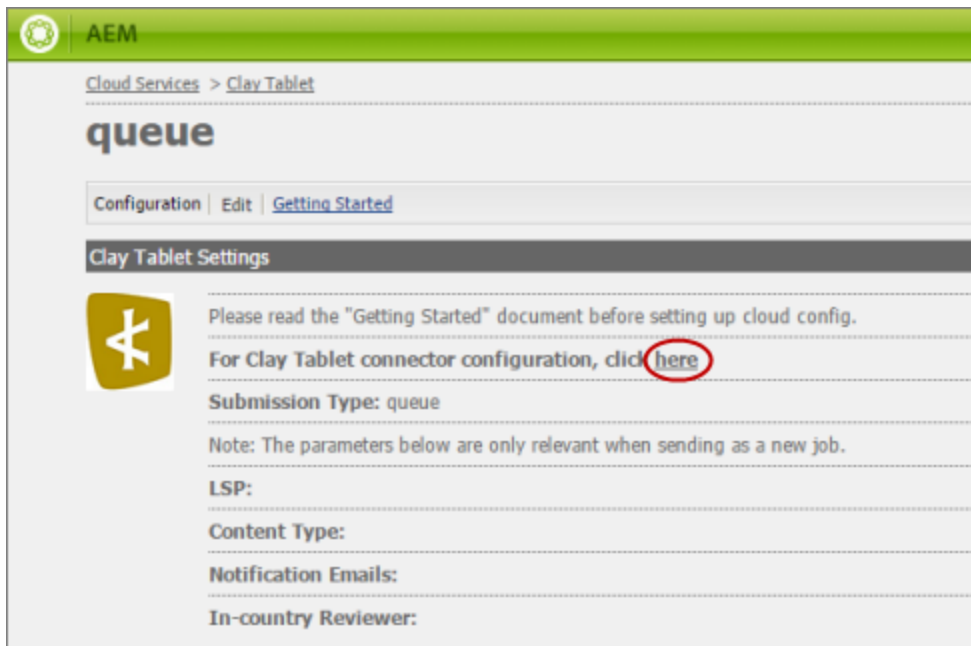 AEM
Cloud Services > Clay Tablet
queue
Configuration | Edit | Getting Started
Clay Tablet Settings
Please read the "Getting Started" document before setting up cloud config.
For Clay Tablet connector configuration, click here
Submission Type: queue
Note: The parameters below are only relevant when sending as a new job.
LSP:
Content Type:
Notification Emails:
In-country Reviewer: